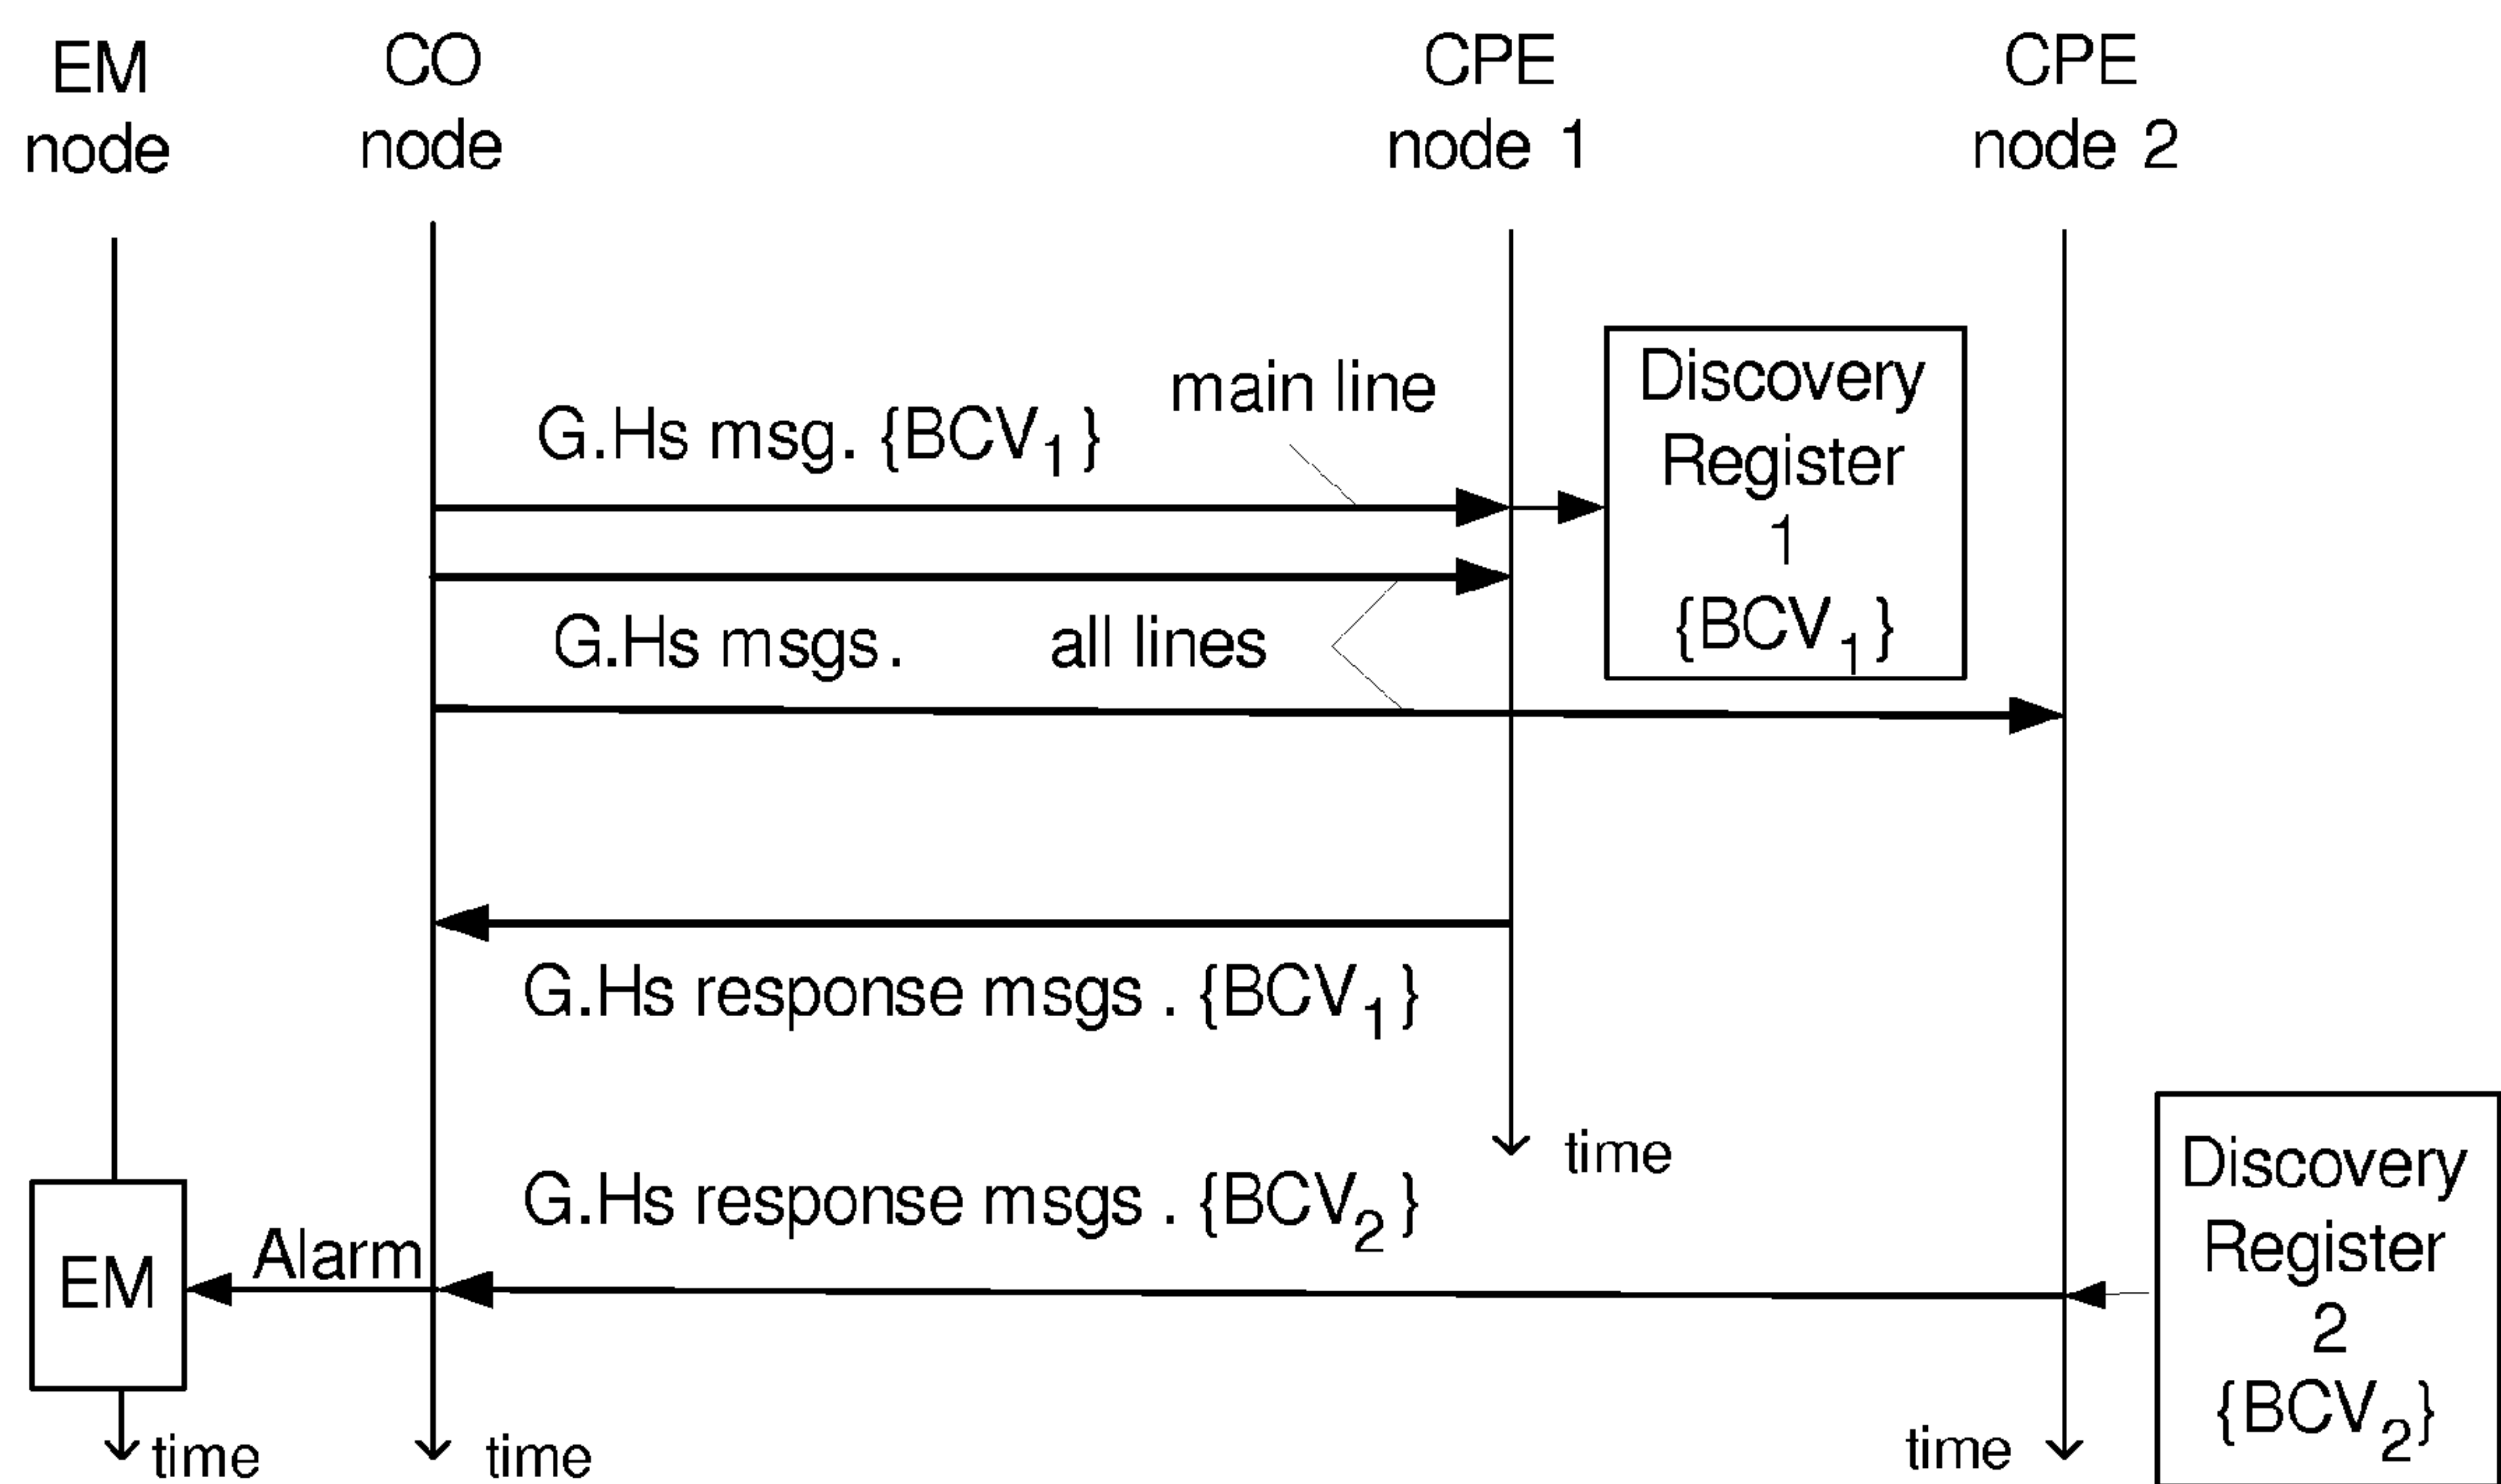 EM
node
CO
node
CPE
node 1
CPE
node 2
main line
G.Hs msg. {BCV1}
Discovery
Register
1
{BCV1}
G.Hs msgs. all lines
G.Hs response msgs . {BCV1}
time
G.Hs response msgs . {BCV2}
Alarm
EM
Discovery
Register
2
{BCV2}
time
time
time